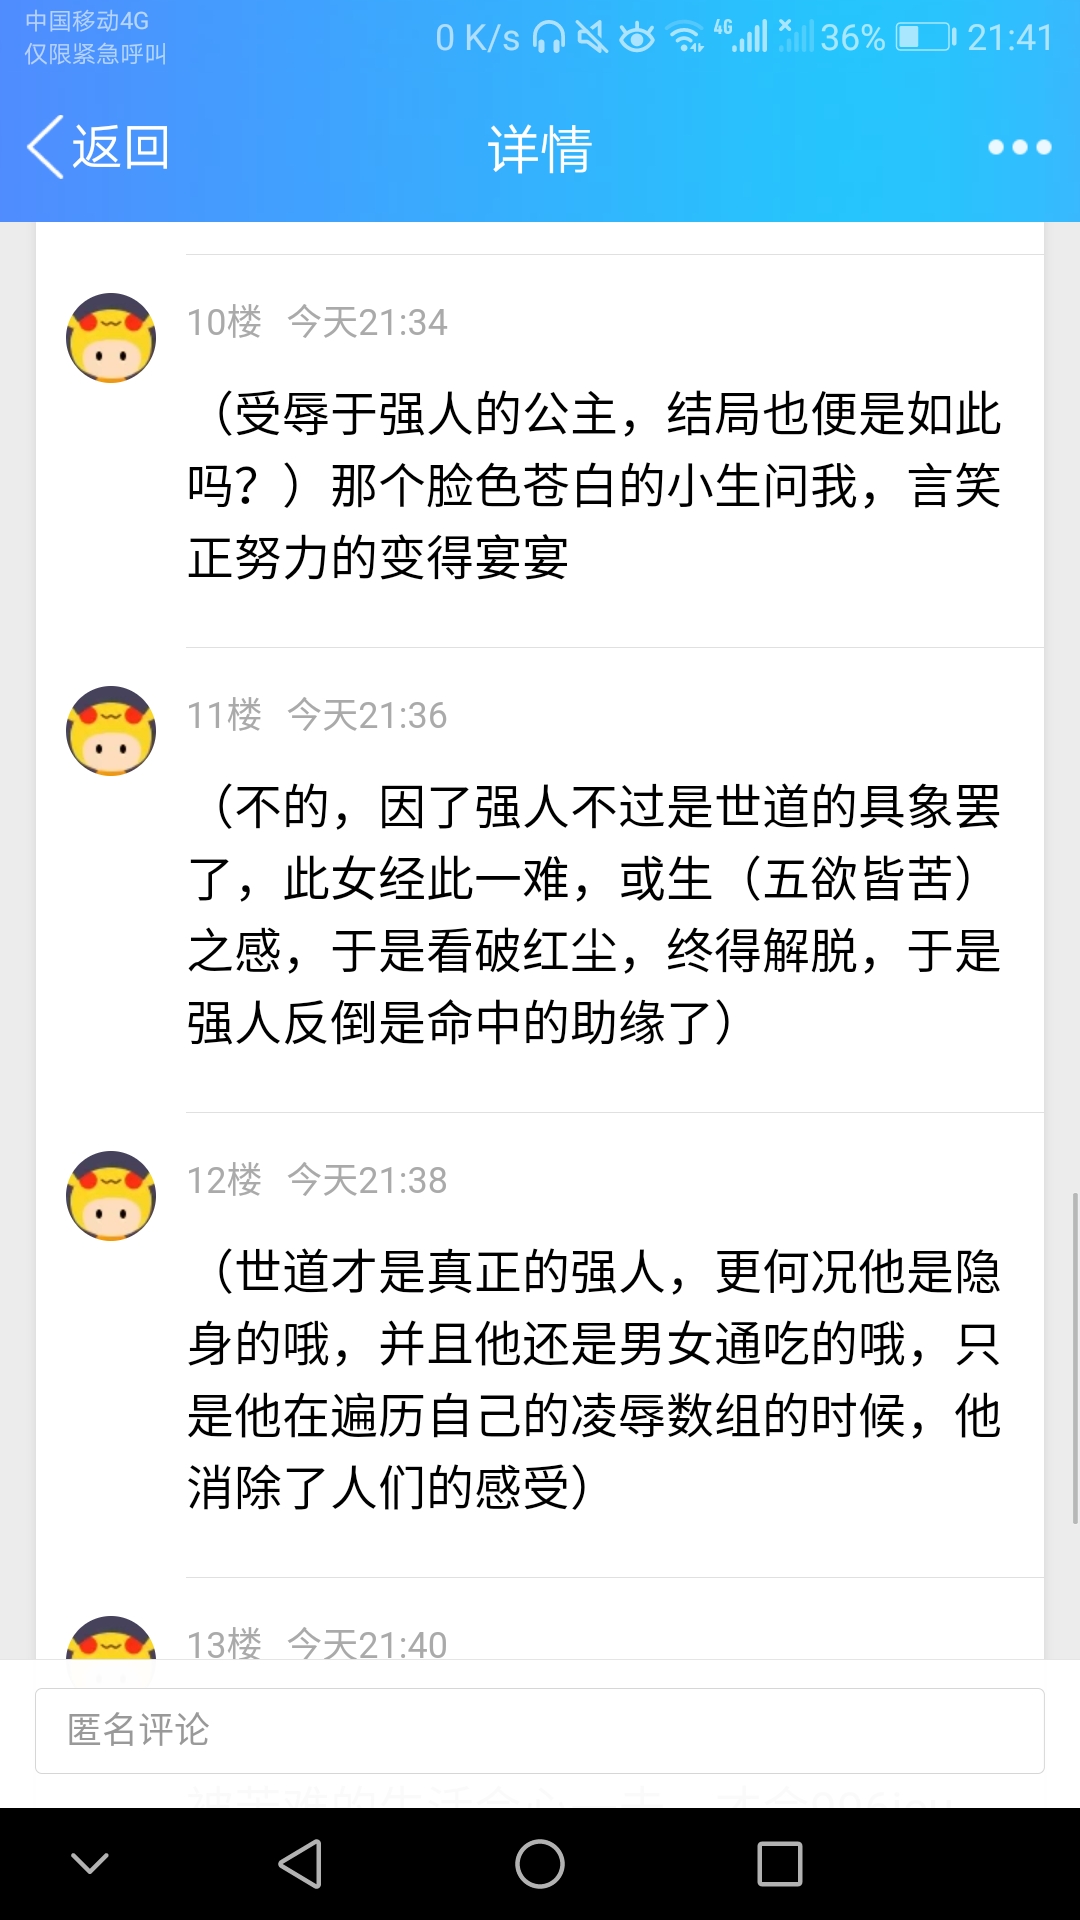 中国移动4G
仅限紧急呼叫
0 K/s 4G 36% 21:41
返回
详情
10楼 今天21:34
（受辱于强人的公主，结局也便是如此
吗？）那个脸色苍白的小生问我，言笑
正努力的变得宴宴
11楼 今天21:36
（不的，因了强人不过是世道的具象罢
了，此女经此一难，或生（五欲皆苦）
之感，于是看破红尘，终得解脱，于是
强人反倒是命中的助缘了）
12楼 今天21:38
（世道才是真正的强人，更何况他是隐
身的哦，并且他还是男女通吃的哦，只
是他在遍历自己的凌辱数组的时候，他
消除了人们的感受）
13楼 今天21:40
匿名评论